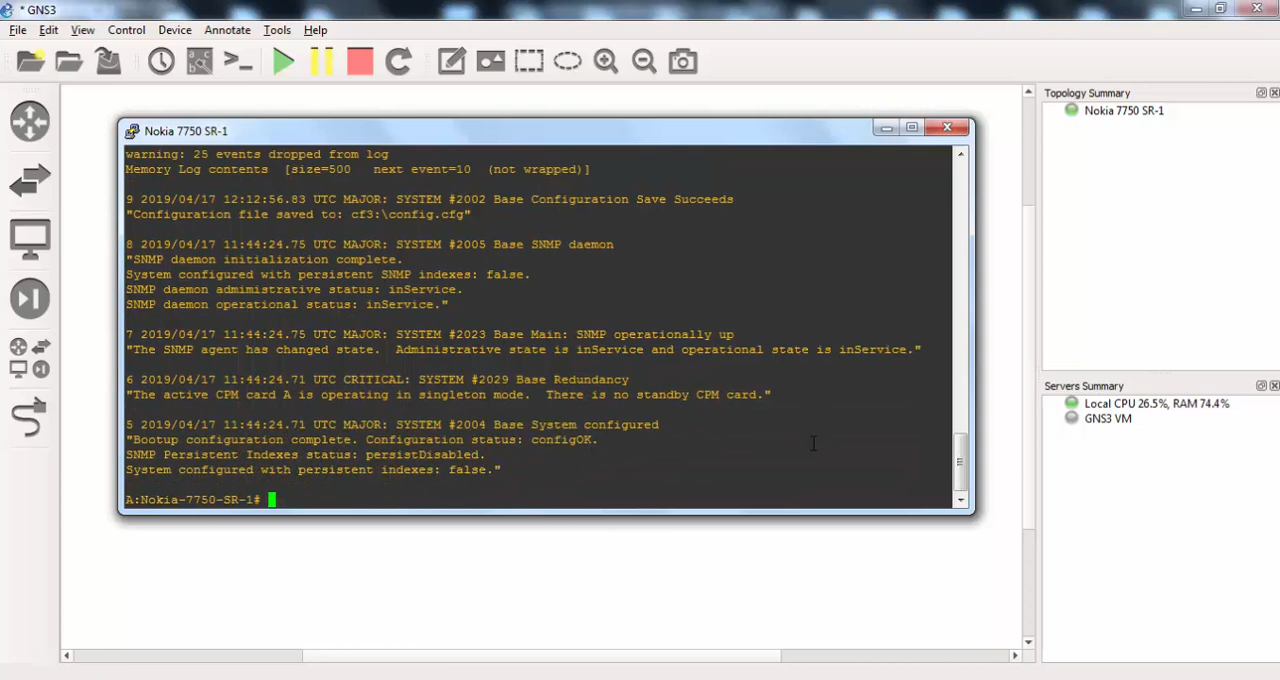 * GNS3
File Edit View Control Device Annotate Tools Help
Topology Summary
Nokia 7750 SR-1
Nokia 7750 SR-1
warning: 25 events dropped from log
Memory Log contents [size=500 next event=10 (not wrapped)]
9 2019/04/17 12:12:56.83 UTC MAJOR: SYSTEM #2002 Base Configuration Save Succeeds
"Configuration file saved to: cf3:\config.cfg"
8 2019/04/17 11:44:24.75 UTC MAJOR: SYSTEM #2005 Base SNMP daemon
"SNMP daemon initialization complete.
System configured with persistent SNMP indexes: false.
SNMP daemon admimistrative status: inService.
SNMP daemon operational status: inService."
7 2019/04/17 11:44:24.75 UTC MAJOR: SYSTEM #2023 Base Main: SNMP operationally up
"The SNMP agent has changed state. Administrative state is inService and operational state is inService."
6 2019/04/17 11:44:24.71 UTC CRITICAL: SYSTEM #2029 Base Redundancy
"The active CPM card A is operating in singleton mode. There is no standby CPM card."
5 2019/04/17 11:44:24.71 UTC MAJOR: SYSTEM #2004 Base System configured
"Bootup configuration complete. Configuration status: configOK.
SNMP Persistent Indexes status: persistDisabled.
System configured with persistent indexes: false."
A:Nokia-7750-SR-1#
Servers Summary
Local CPU 26.5%, RAM 74.4%
GNS3 VM